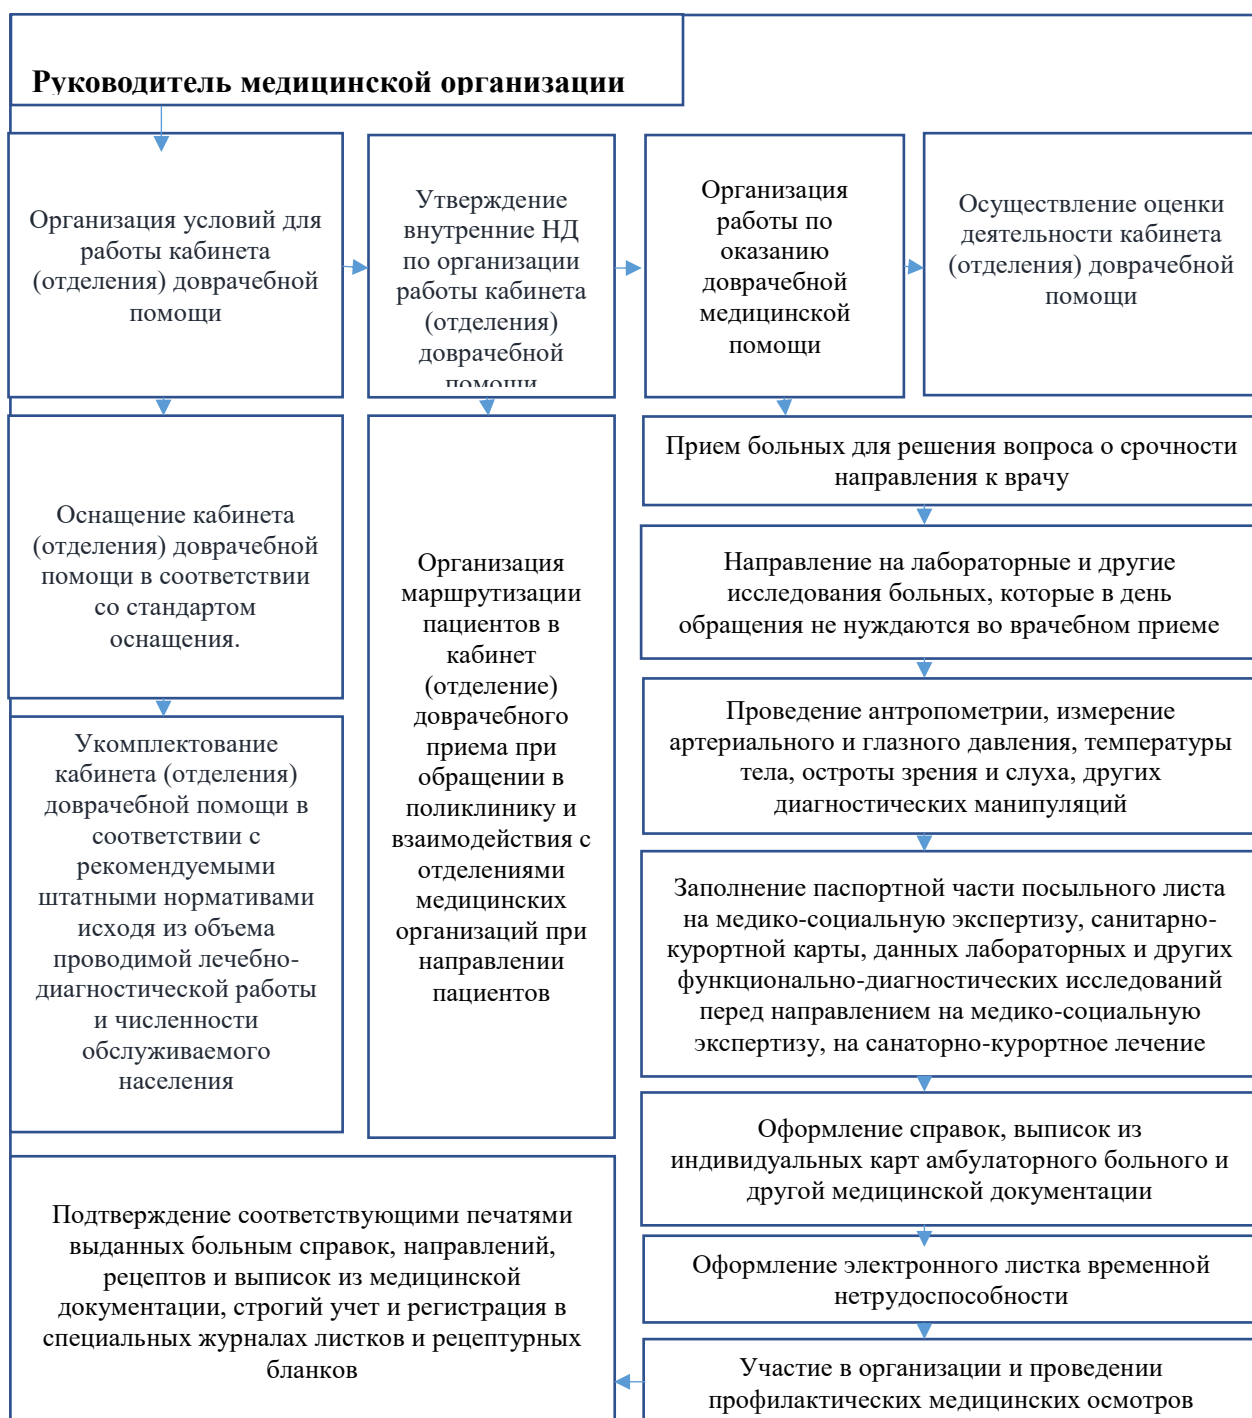 Руководитель медицинской организации
Организация условий для
работы кабинета
(отделения) доврачебной
помощи
Утверждение
внутренние НД
по организации
работы кабинета
(отделения)
доврачебной
помощи
Организация
работы по
оказанию
доврачебной
медицинской
помощи
Осуществление оценки
деятельности кабинета
(отделения) доврачебной
помощи
Оснащение кабинета
(отделения) доврачебной
помощи в соответствии
со стандартом
оснащения.
Укомплектование
кабинета (отделения)
доврачебной помощи в
соответствии с
рекомендуемыми
штатными нормативами
исходя из объема
проводимой лечебно-
диагностической работы
и численности
обслуживаемого
населения
Организация
маршрутизации
пациентов в
кабинет
(отделение)
доврачебного
приема при
обращении в
поликлинику и
взаимодействия с
отделениями
медицинских
организаций при
направлении
пациентов
Прием больных для решения вопроса о срочности
направления к врачу
Направление на лабораторные и другие
исследования больных, которые в день
обращения не нуждаются во врачебном приеме
Проведение антропометрии, измерение
артериального и глазного давления, температуры
тела, остроты зрения и слуха, других
диагностических манипуляций
Заполнение паспортной части посыльного листа
на медико-социальную экспертизу, санитарно-
курортной карты, данных лабораторных и других
функционально-диагностических исследований
перед направлением на медико-социальную
экспертизу, на санаторно-курортное лечение
Оформление справок, выписок из
индивидуальных карт амбулаторного больного и
другой медицинской документации
Оформление электронного листка временной
нетрудоспособности
Участие в организации и проведении
профилактических медицинских осмотров
Подтверждение соответствующими печатями
выданных больным справок, направлений,
рецептов и выписок из медицинской
документации, строгий учет и регистрация в
специальных журналах листков и рецептурных
бланков